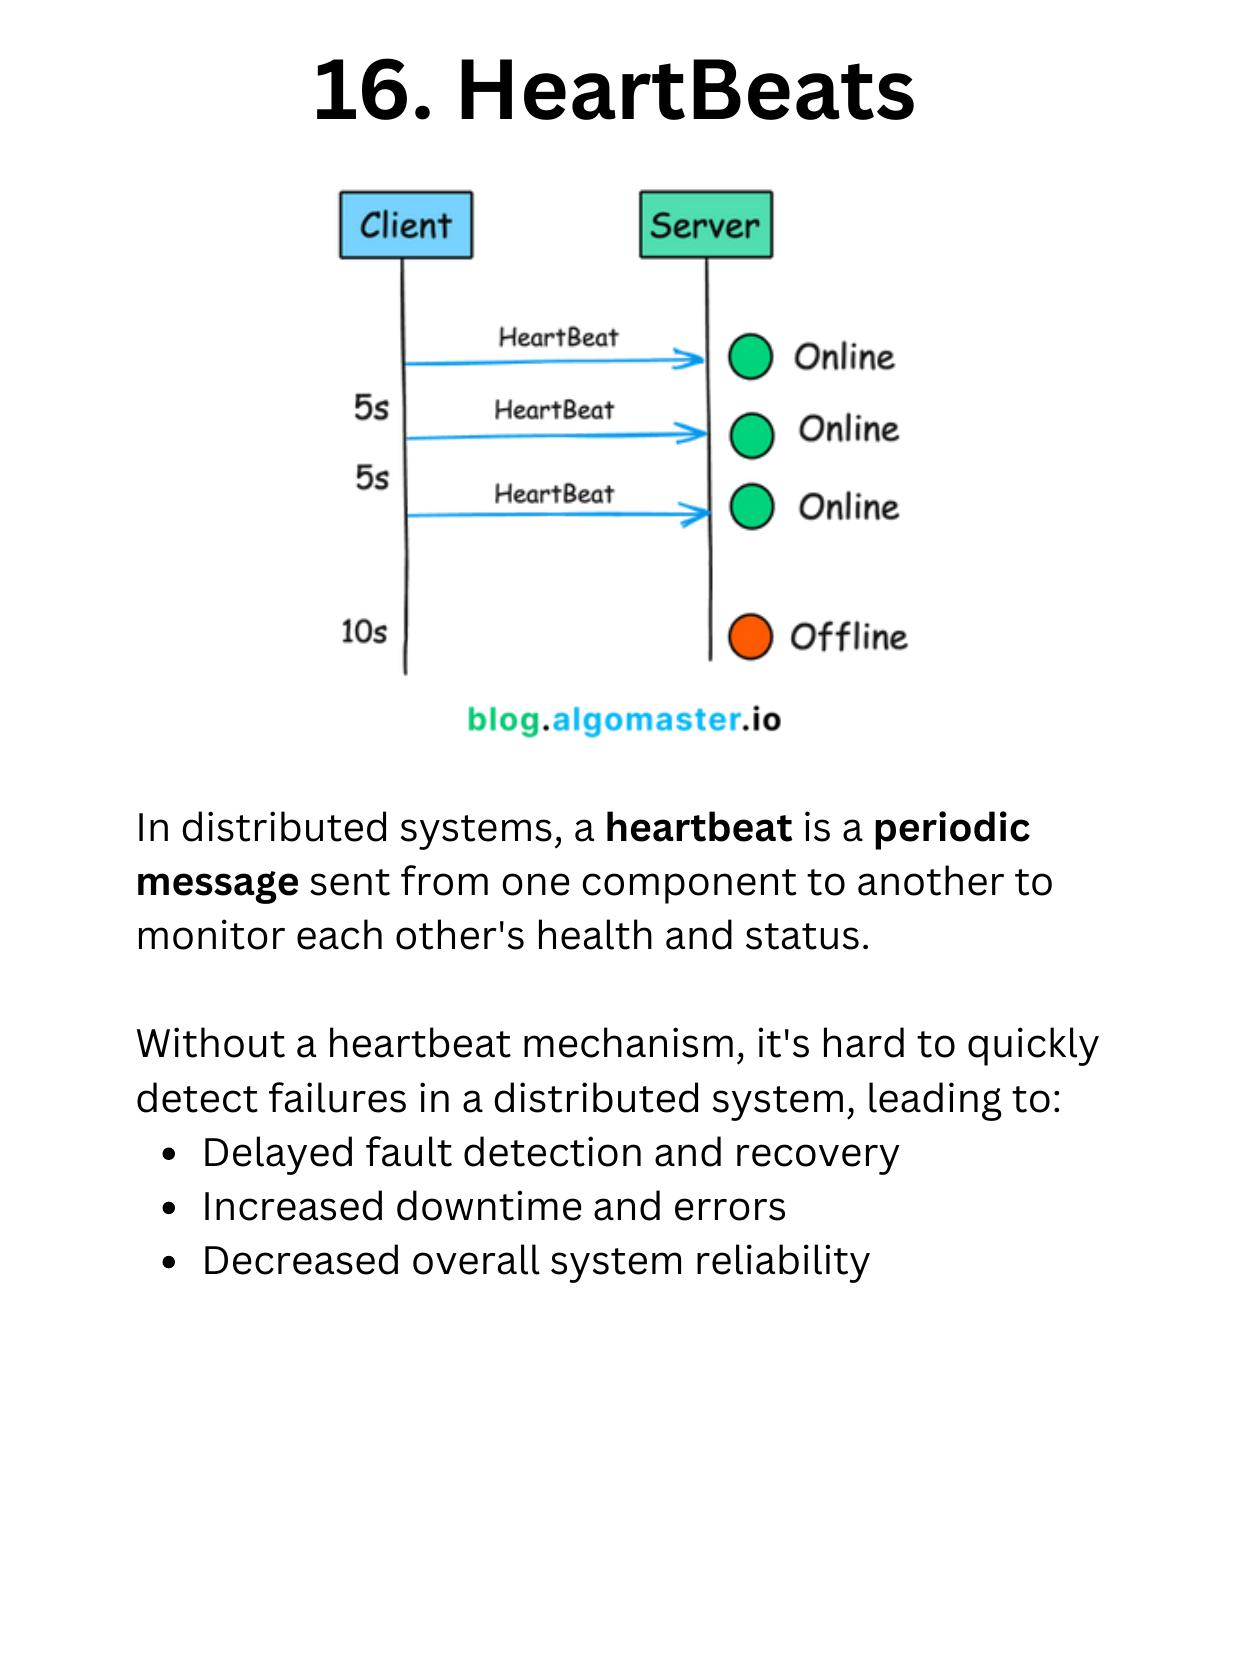 16. HeartBeats
Client
Server
HeartBeat
Online
5s
HeartBeat
Online
5s
HeartBeat
Online
10s
Offline
blog.algomaster.io
In distributed systems, a heartbeat is a periodic
message sent from one component to another to
monitor each other's health and status.
Without a heartbeat mechanism, it's hard to quickly
detect failures in a distributed system, leading to:
• Delayed fault detection and recovery
• Increased downtime and errors
• Decreased overall system reliability